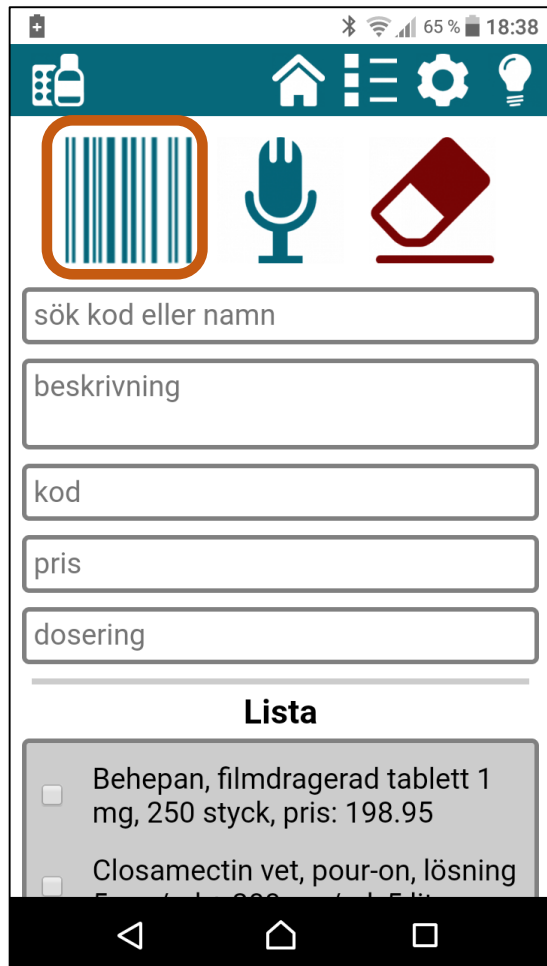 65 % 18:38
sök kod eller namn
beskrivning
kod
pris
dosering
Lista
Behepan, filmdragerad tablett 1
mg, 250 styck, pris: 198.95
Closamectin vet, pour-on, lösning